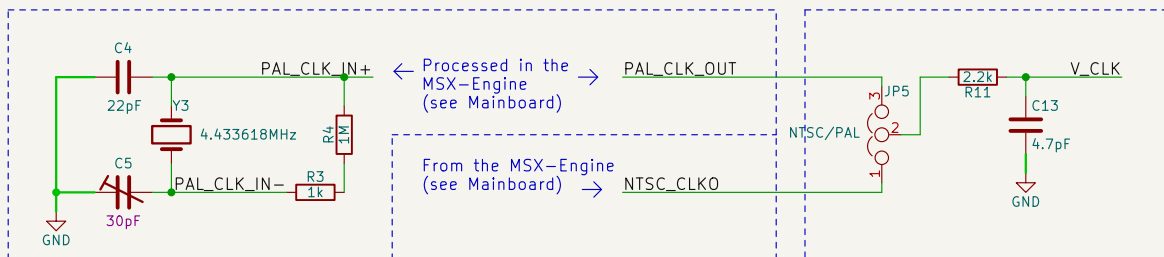 C4
22pF
PAL_CLK_IN+
Y3
4.433618MHz
R4
1M
C5
30pF
PAL_CLK_IN-
R3
1k
GND
Processed in the
MSX-Engine
(see Mainboard)
From the MSX-Engine
(see Mainboard)
PAL_CLK_OUT
NTSC_CLKO
JP5
3
NTSC/PAL
2
1
2.2k
R11
V_CLK
C13
4.7pF
GND